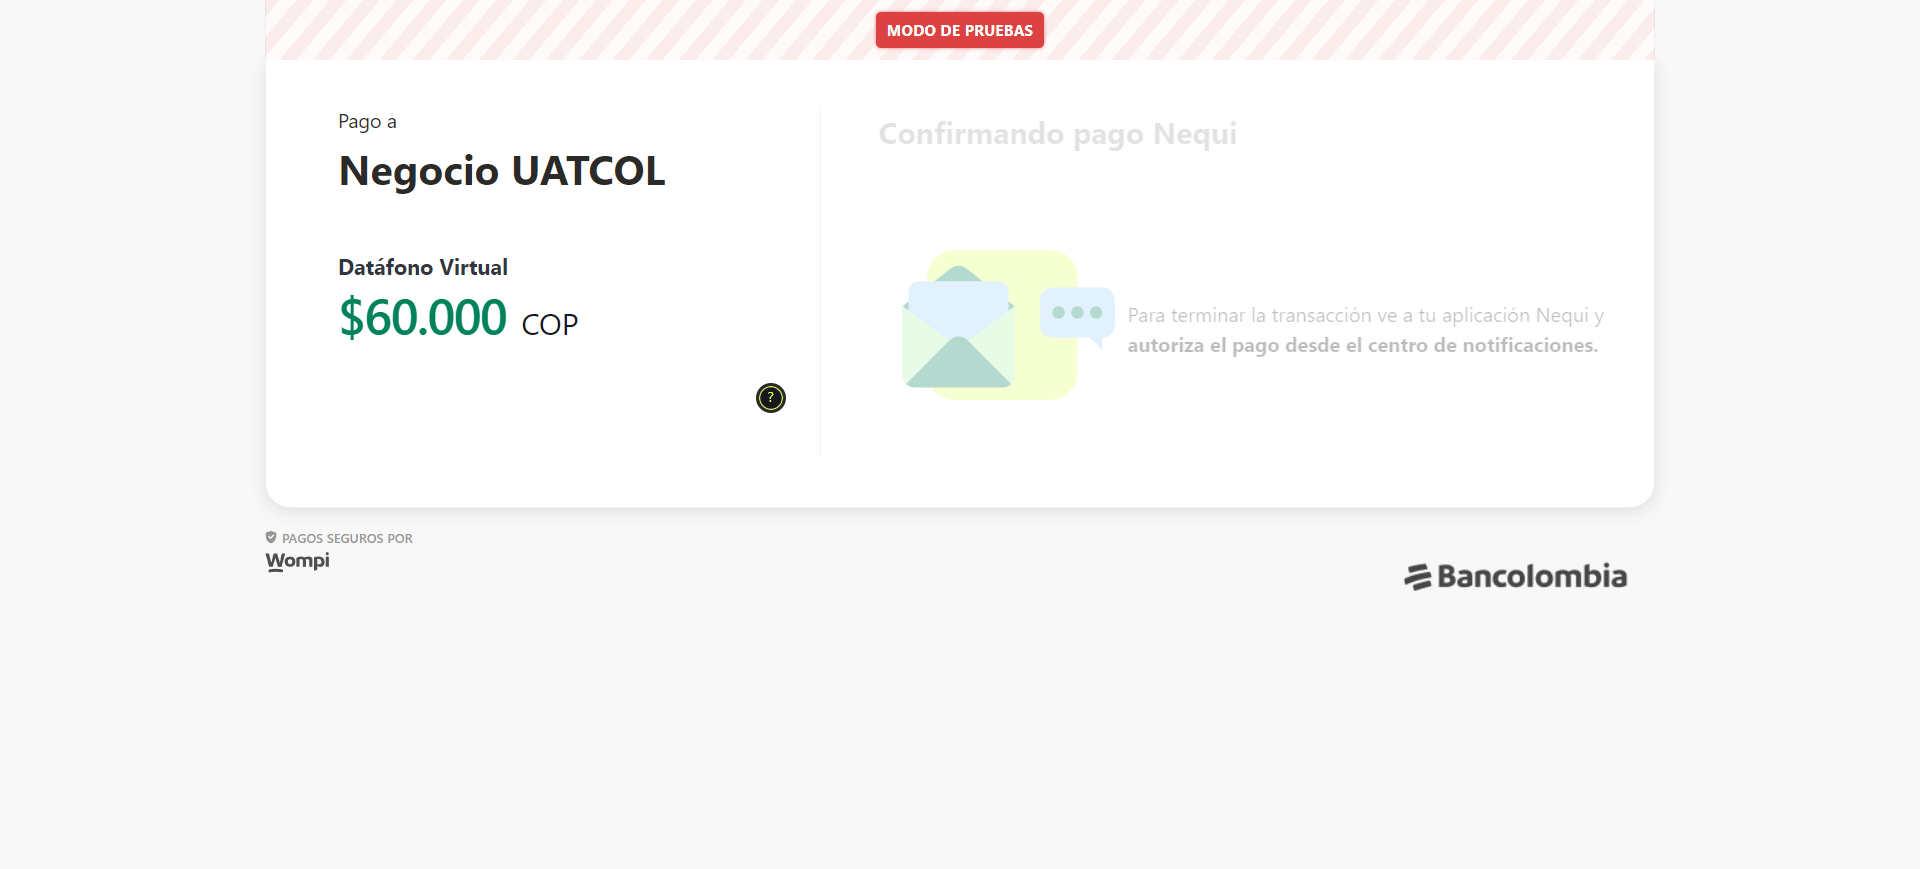 MODO DE PRUEBAS
Pago a
Negocio UATCOL
Datáfono Virtual
$60.000 COP
?
Confirmando pago Nequi
Para terminar la transacción ve a tu aplicación Nequi y
autoriza el pago desde el centro de notificaciones.
PAGOS SEGUROS POR
Wompi
Bancolombia